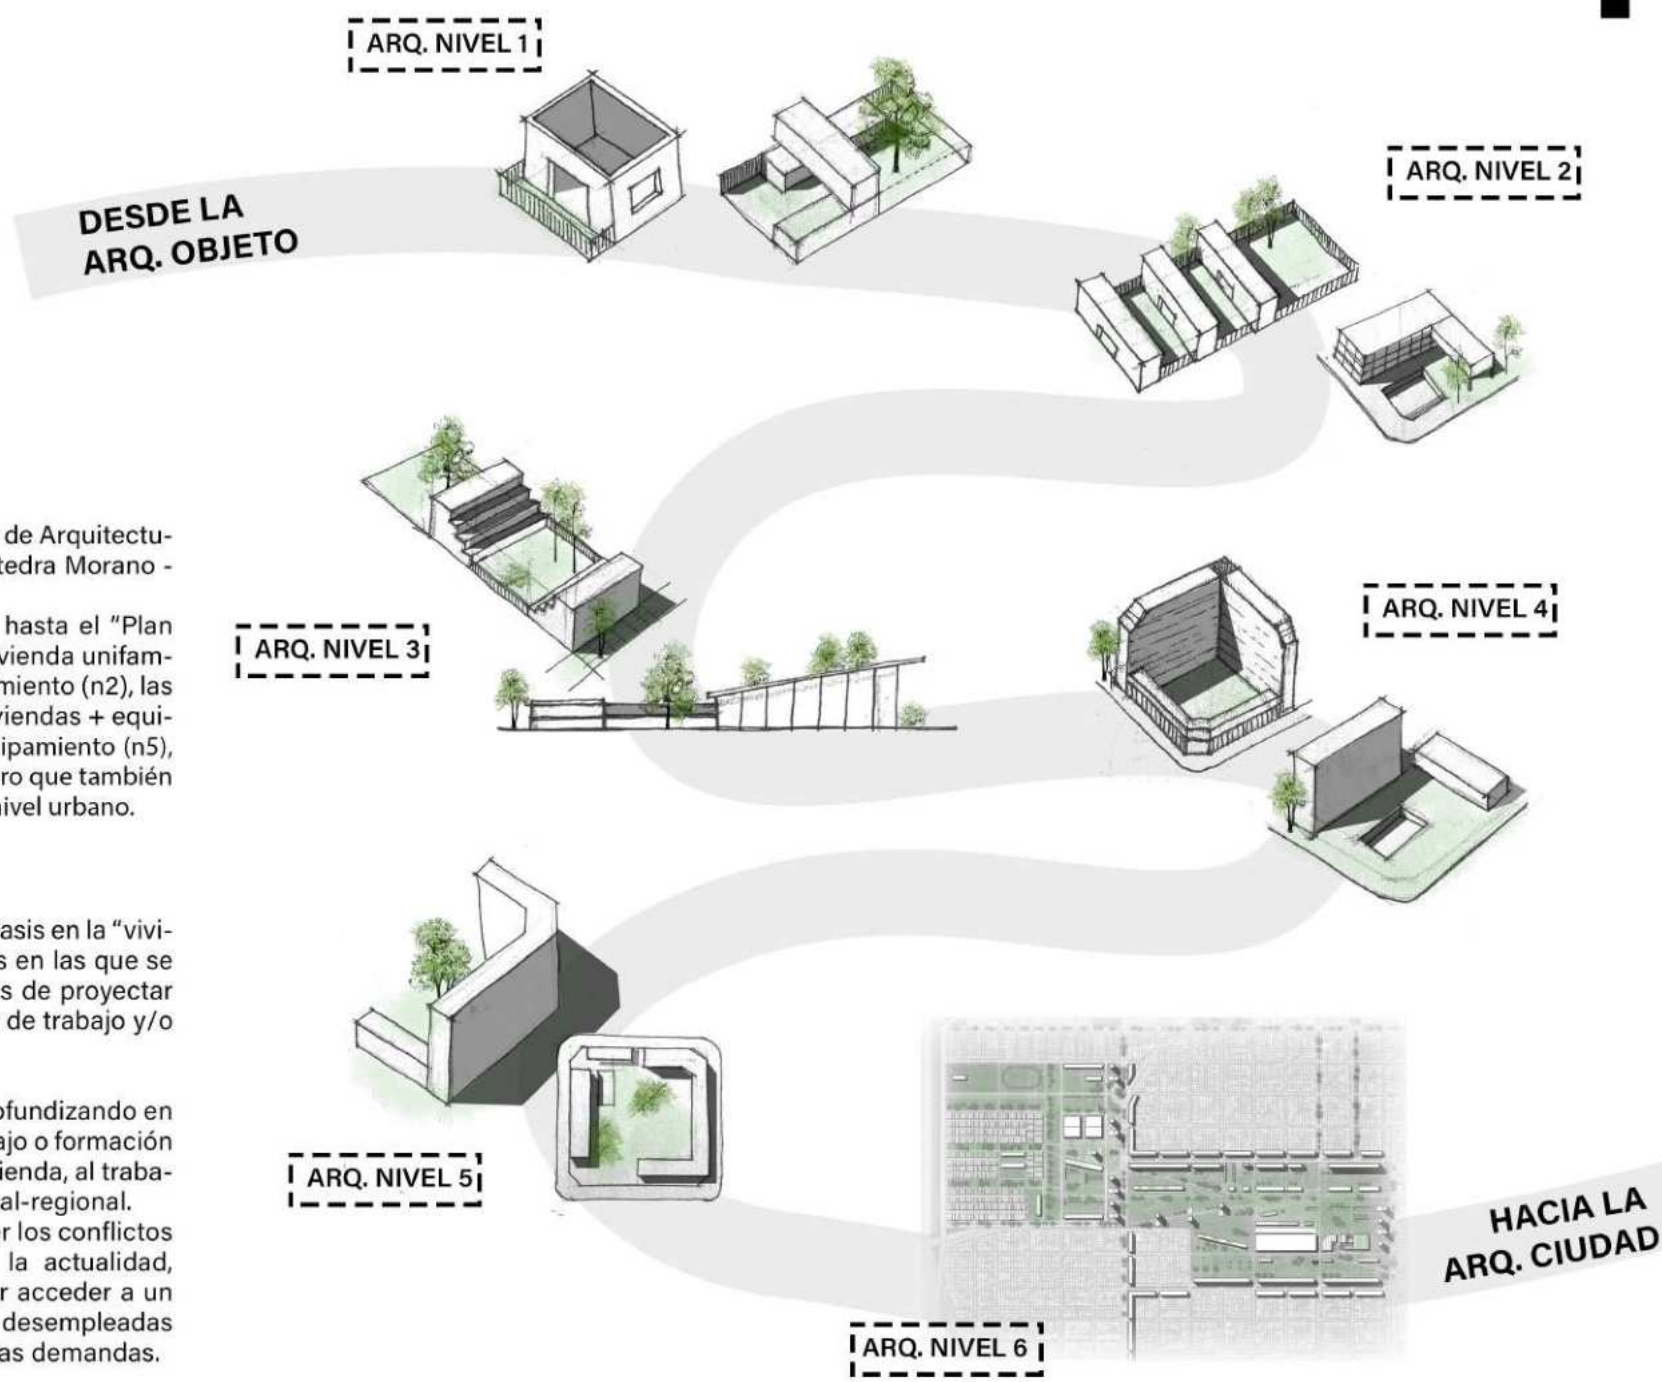 ARQ. NIVEL 1
ARQ. NIVEL 2
DESDE LA
ARQ. OBJETO
ARQ. NIVEL 3
ARQ. NIVEL 4
ARQ. NIVEL 5
ARQ. NIVEL 6
HACIA LA
ARQ. CIUDAD
de Arquitectu-
tedra Morano -
hasta el "Plan
vienda unifam-
miento (n2), las
viendas + equi-
ipamiento (n5),
ro que también
nivel urbano.
asis en la "vivi-
s en las que se
s de proyectar
de trabajo y/o
ofundizando en
ajo o formación
ienda, al traba-
al-regional.
er los conflictos
la actualidad,
r acceder a un
desempleadas
as demandas.